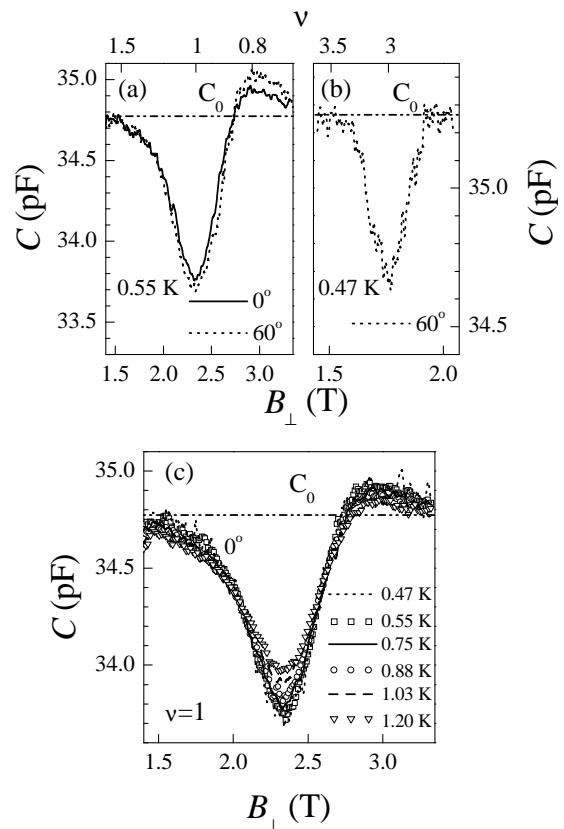 ν
1.5 1 0.8 3.5 3
(a) C₀ (b) C₀
35.0
34.5
34.0
33.5
C (pF)
35.0
34.5
C (pF)
0.55 K
0°
60°
0.47 K
60°
1.5 2.0 2.5 3.0 1.5 2.0
B⊥ (T)
(c) C₀
35.0
34.5
34.0
C (pF)
0°
0.47 K
0.55 K
0.75 K
0.88 K
1.03 K
1.20 K
ν=1
1.5 2.0 2.5 3.0
B⊥ (T)